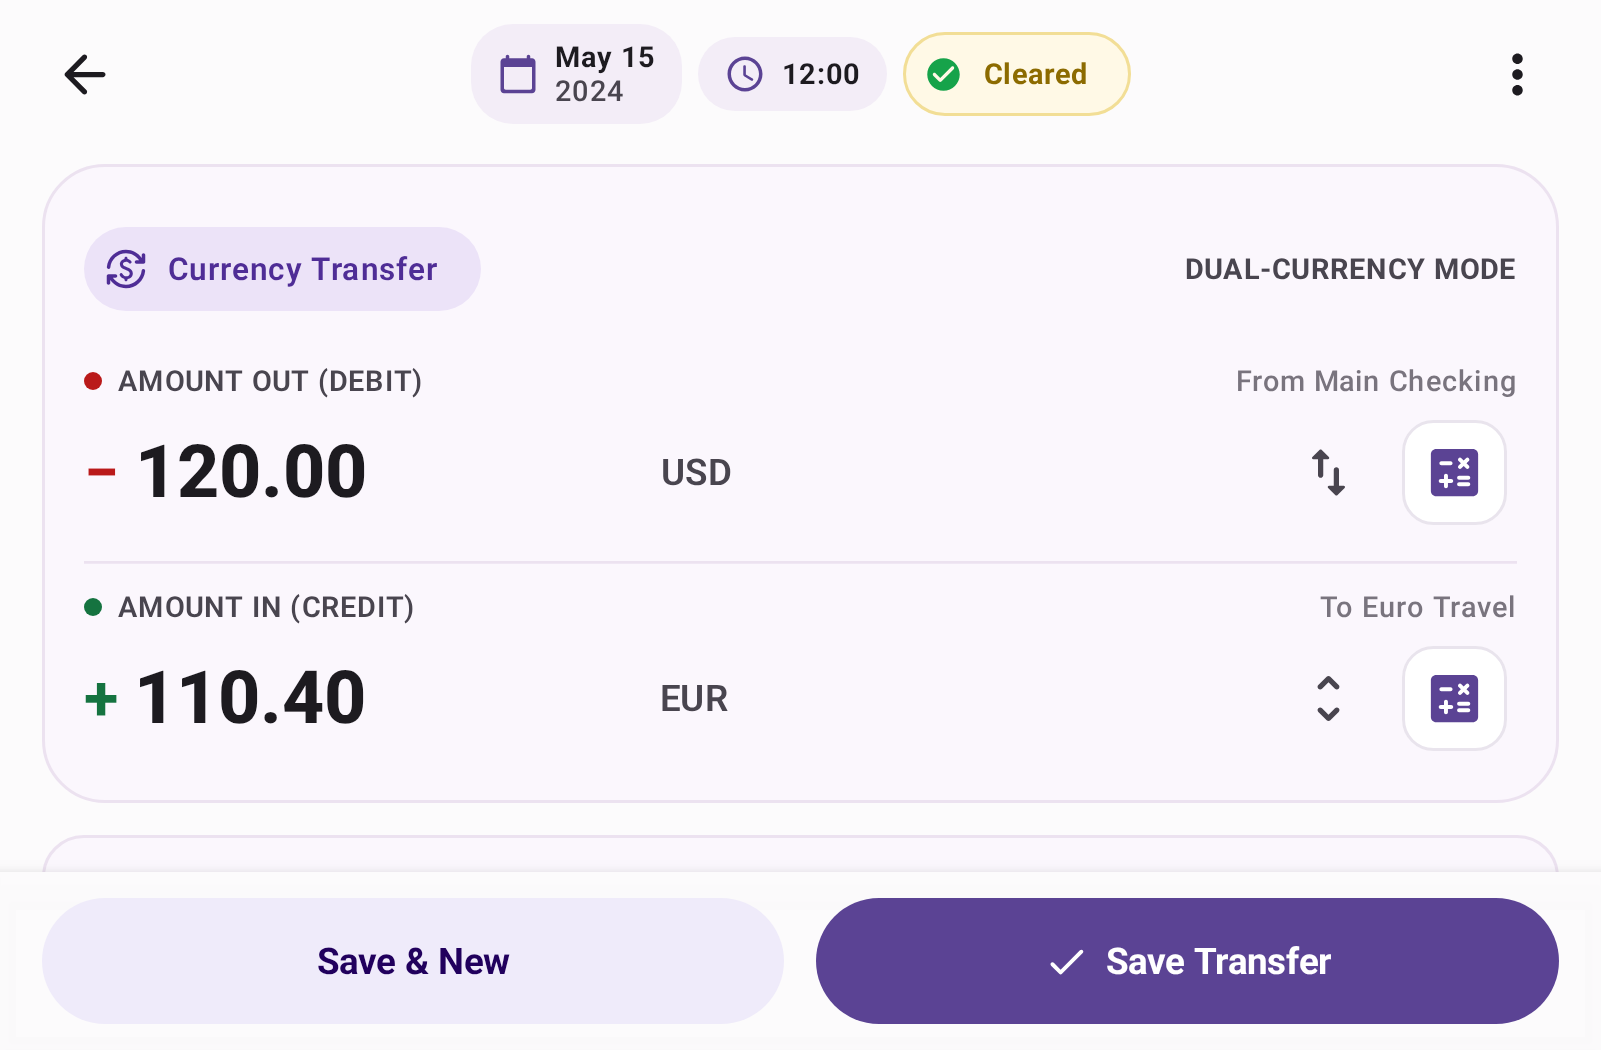 May 15
2024
12:00
Cleared
Currency Transfer
DUAL-CURRENCY MODE
AMOUNT OUT (DEBIT)
From Main Checking
− 120.00
USD
AMOUNT IN (CREDIT)
To Euro Travel
+ 110.40
EUR
Save & New
Save Transfer